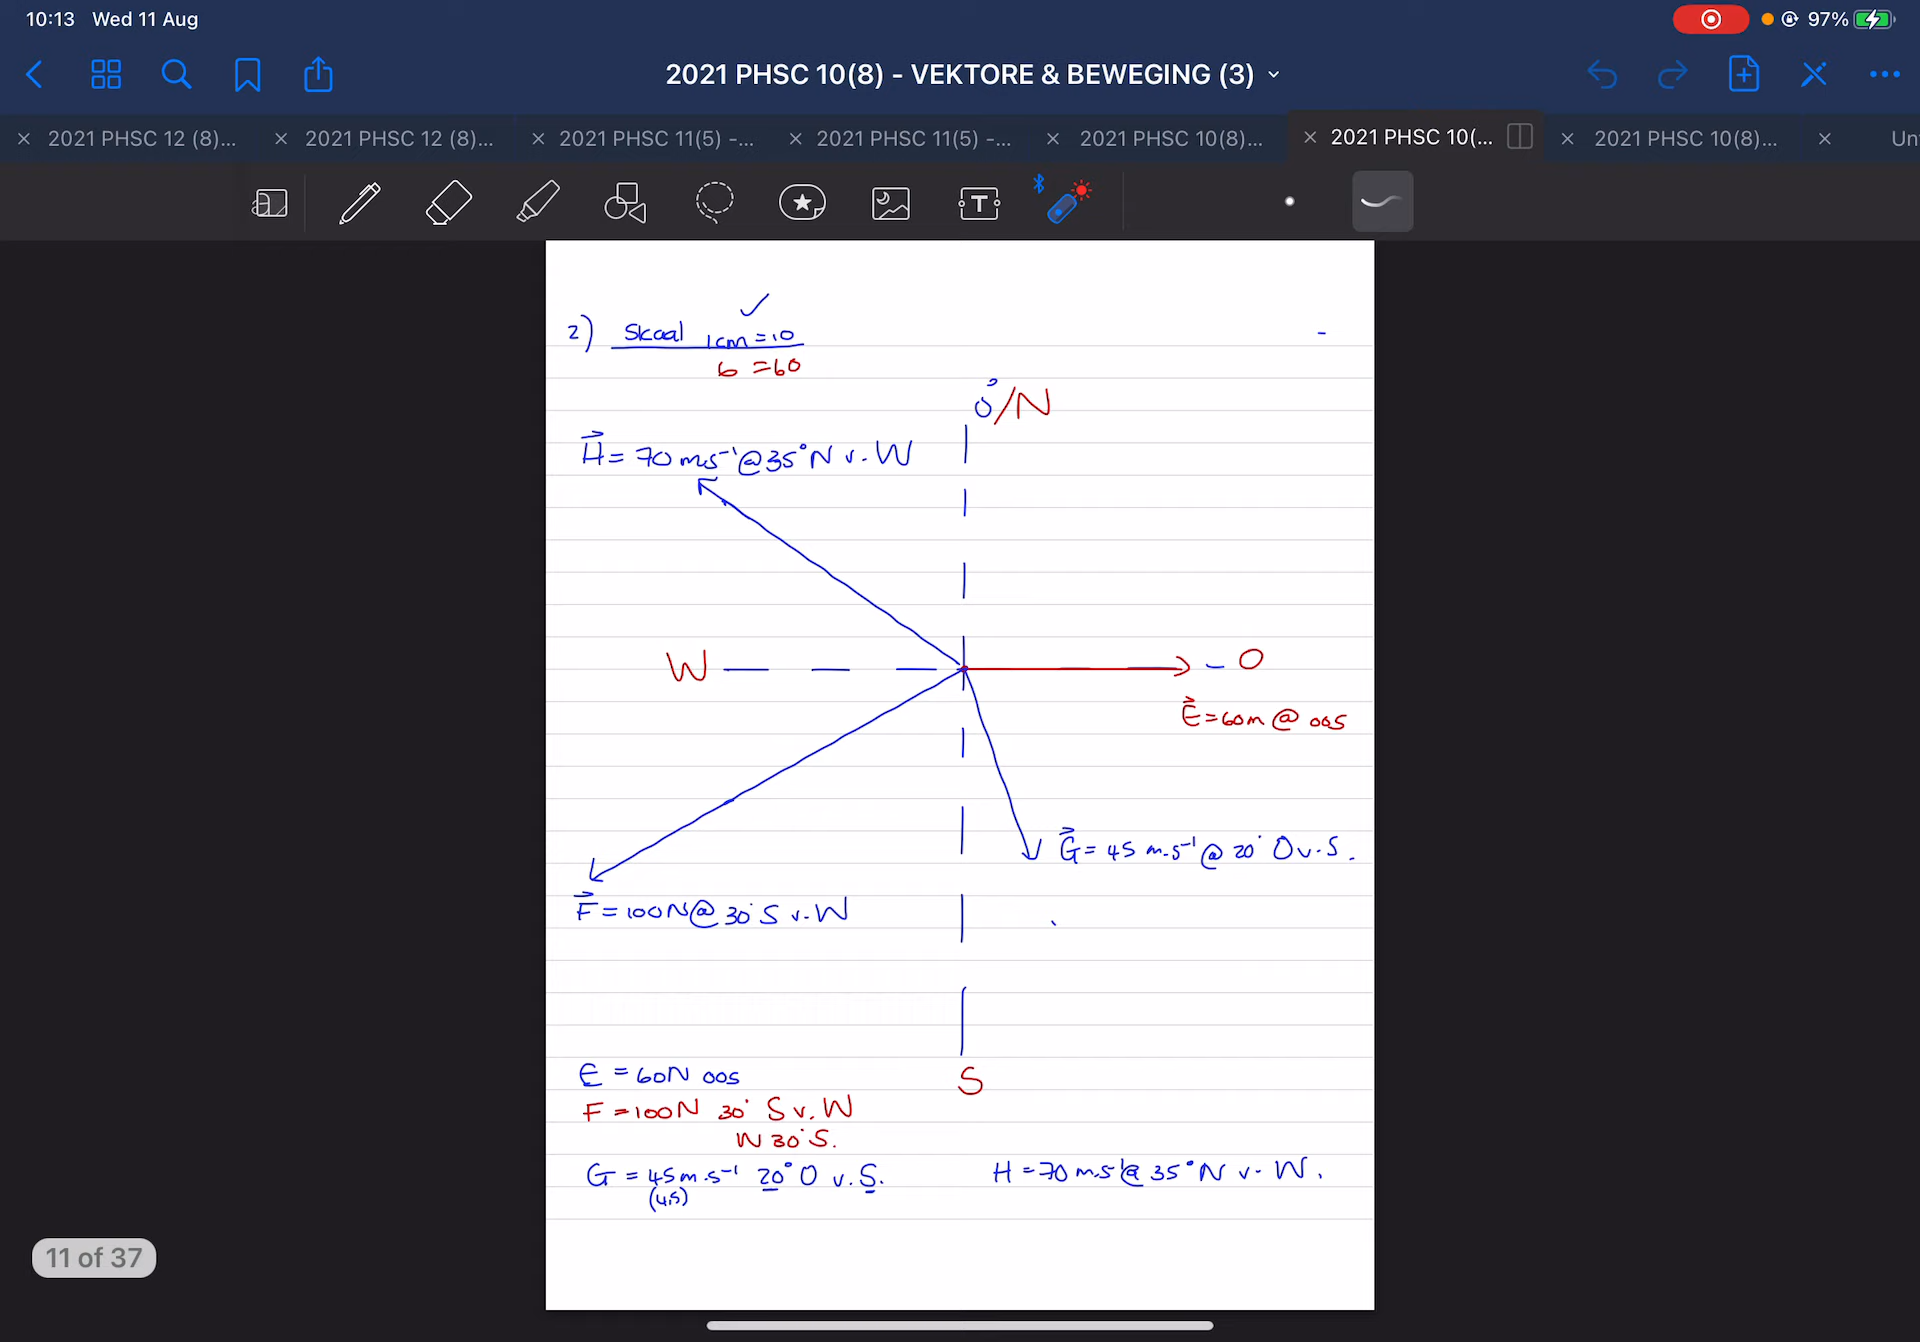 10:13 Wed 11 Aug
97%
2021 PHSC 10(8) - VEKTORE & BEWEGING (3)
2021 PHSC 12 (8)...
2021 PHSC 12 (8)...
2021 PHSC 11(5) -...
2021 PHSC 11(5) -...
2021 PHSC 10(8)...
2021 PHSC 10(...
2021 PHSC 10(8)...
Un
2) Skaal 1cm = 10
6 = 60
0°/N
H = 70 m.s⁻¹ @ 35° N v. W
W
O
E = 60m @ oos
G = 45 m.s⁻¹ @ 20° O v. S.
F = 100N @ 30° S v. W
S
E = 60N oos
F = 100N 30° S v. W
W 30° S.
G = 45 m.s⁻¹ 20° O v. S.
(4,5)
H = 70 m.s⁻¹ @ 35° N v. W.
11 of 37